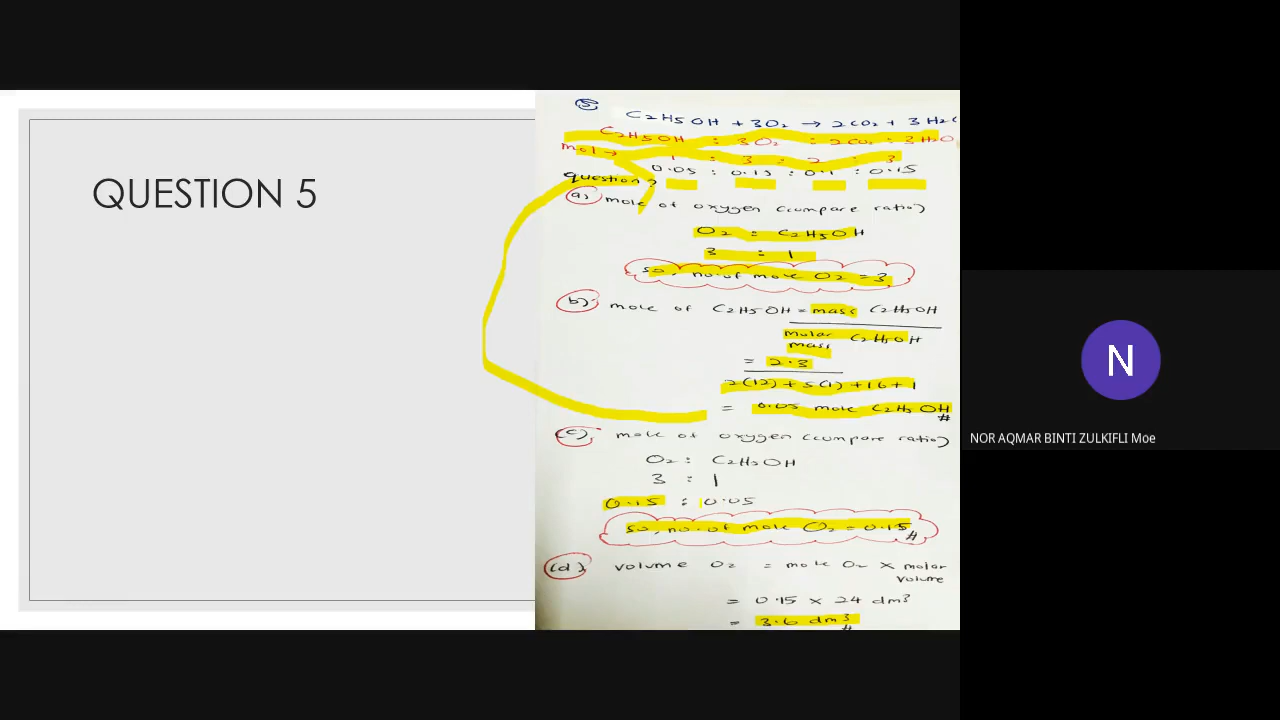 QUESTION 5
5
C2H5OH + 3O2 → 2CO2 + 3H2O
C2H5OH : 3O2 : 2CO2 : 3H2O
mol → 1 : 3 : 2 : 3
0.05 : 0.15 : 0.1 : 0.15
question?
(a) mole of oxygen (compare ratio)
O2 : C2H5OH
3 : 1
so, no. of mole O2 = 3
(b) mole of C2H5OH = mass C2H5OH
molar mass C2H5OH
= 2.3
2(12) + 5(1) + 16 + 1
= 0.05 mole C2H5OH #
(c) mole of oxygen (compare ratio)
O2 : C2H5OH
3 : 1
0.15 : 0.05
so, no. of mole O2 = 0.15 #
(d) volume O2 = mole O2 × molar volume
= 0.15 × 24 dm3
= 3.6 dm3 #
N
NOR AQMAR BINTI ZULKIFLI Moe